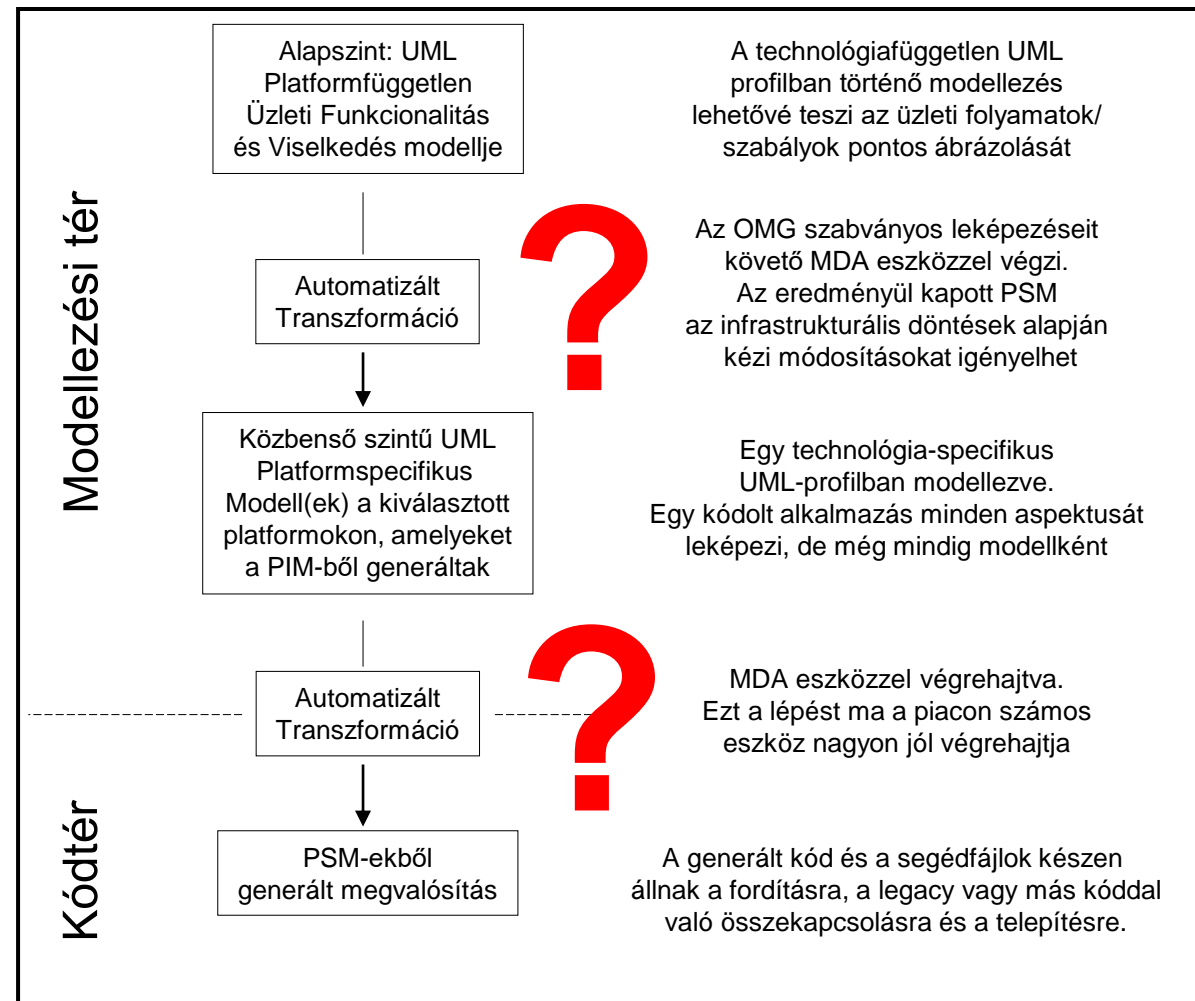 Alapszint: UML
Platformfüggetlen
Üzleti Funkcionalitás
és Viselkedés modellje
A technológiafüggetlen UML
profilban történő modellezés
lehetővé teszi az üzleti folyamatok/
szabályok pontos ábrázolását
Modellezési tér
?
Automatizált
Transzformáció
Az OMG szabványos leképezéseit
követő MDA eszközzel végzi.
Az eredményül kapott PSM
az infrastrukturális döntések alapján
kézi módosításokat igényelhet
Közbenső szintű UML
Platformspecifikus
Modell(ek) a kiválasztott
platformokon, amelyeket
a PIM-ből generáltak
Egy technológia-specifikus
UML-profilban modellezve.
Egy kódolt alkalmazás minden aspektusát
leképezi, de még mindig modellként
?
Automatizált
Transzformáció
MDA eszközzel végrehajtva.
Ezt a lépést ma a piacon számos
eszköz nagyon jól végrehajtja
Kódtér
PSM-ekből
generált megvalósítás
A generált kód és a segédfájlok készen
állnak a fordításra, a legacy vagy más kóddal
való összekapcsolásra és a telepítésre.